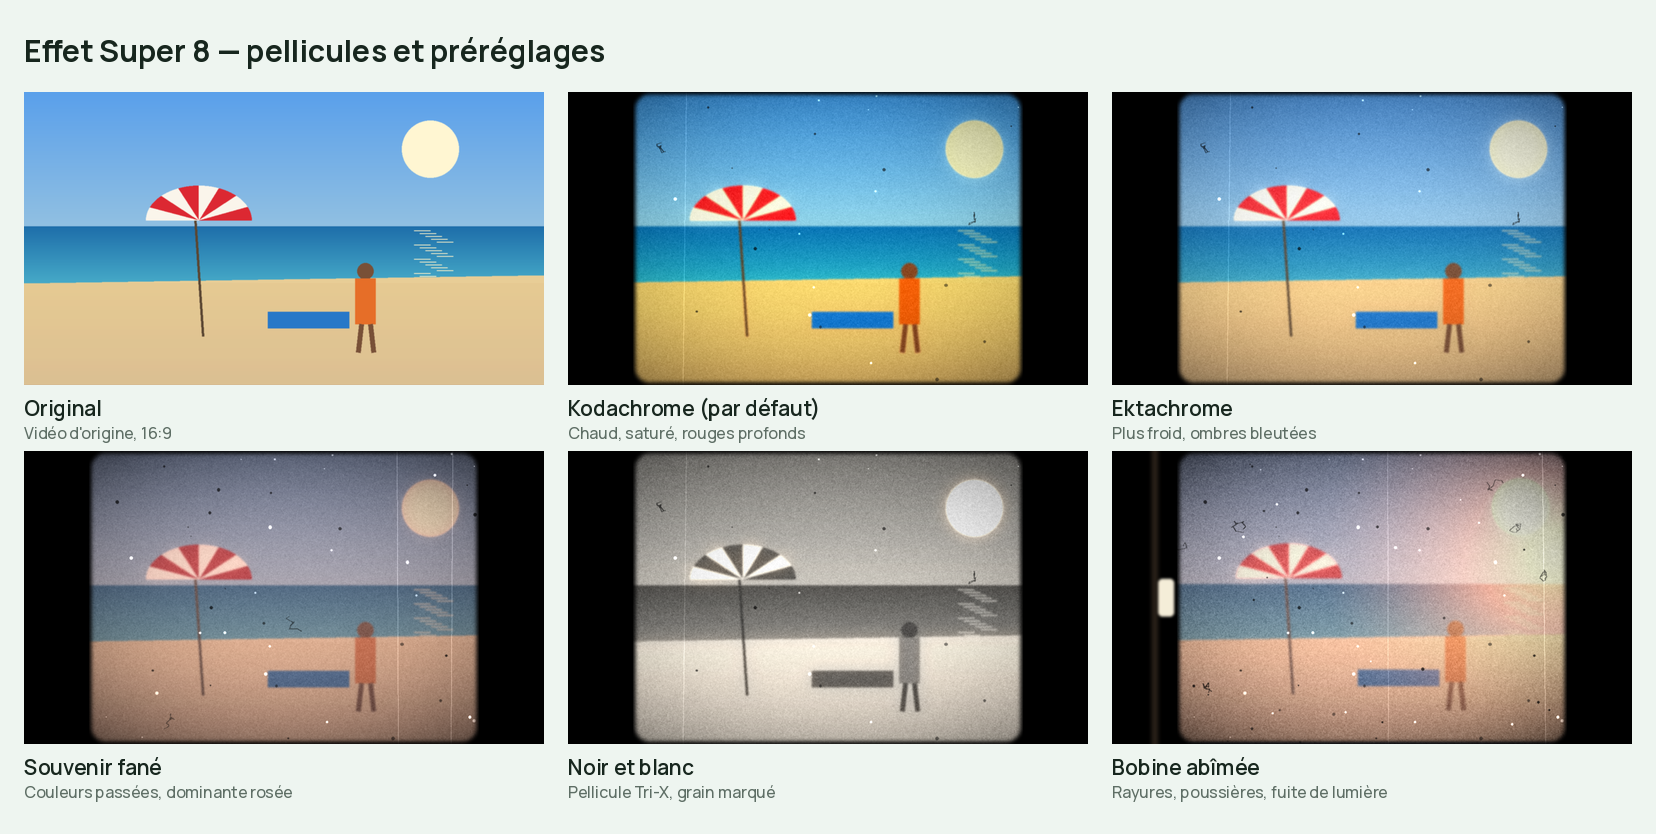 Effet Super 8 — pellicules et préréglages
Original
Vidéo d'origine, 16:9
Kodachrome (par défaut)
Chaud, saturé, rouges profonds
Ektachrome
Plus froid, ombres bleutées
Souvenir fané
Couleurs passées, dominante rosée
Noir et blanc
Pellicule Tri-X, grain marqué
Bobine abîmée
Rayures, poussières, fuite de lumière